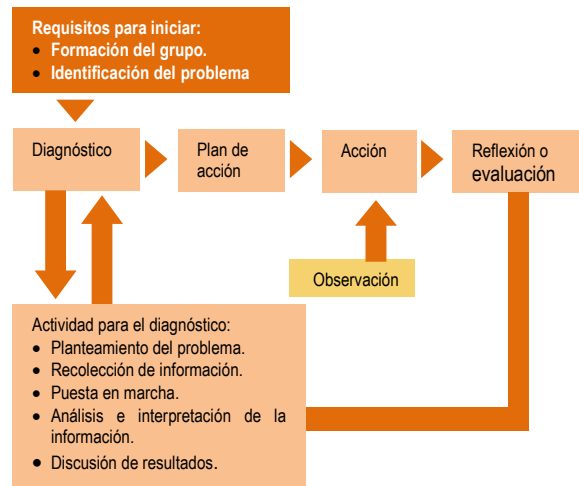 Requisitos para iniciar:
• Formación del grupo.
• Identificación del problema
Diagnóstico
Plan de
acción
Acción
Reflexión o
evaluación
Observación
Actividad para el diagnóstico:
• Planteamiento del problema.
• Recolección de información.
• Puesta en marcha.
• Análisis e interpretación de la
información.
• Discusión de resultados.